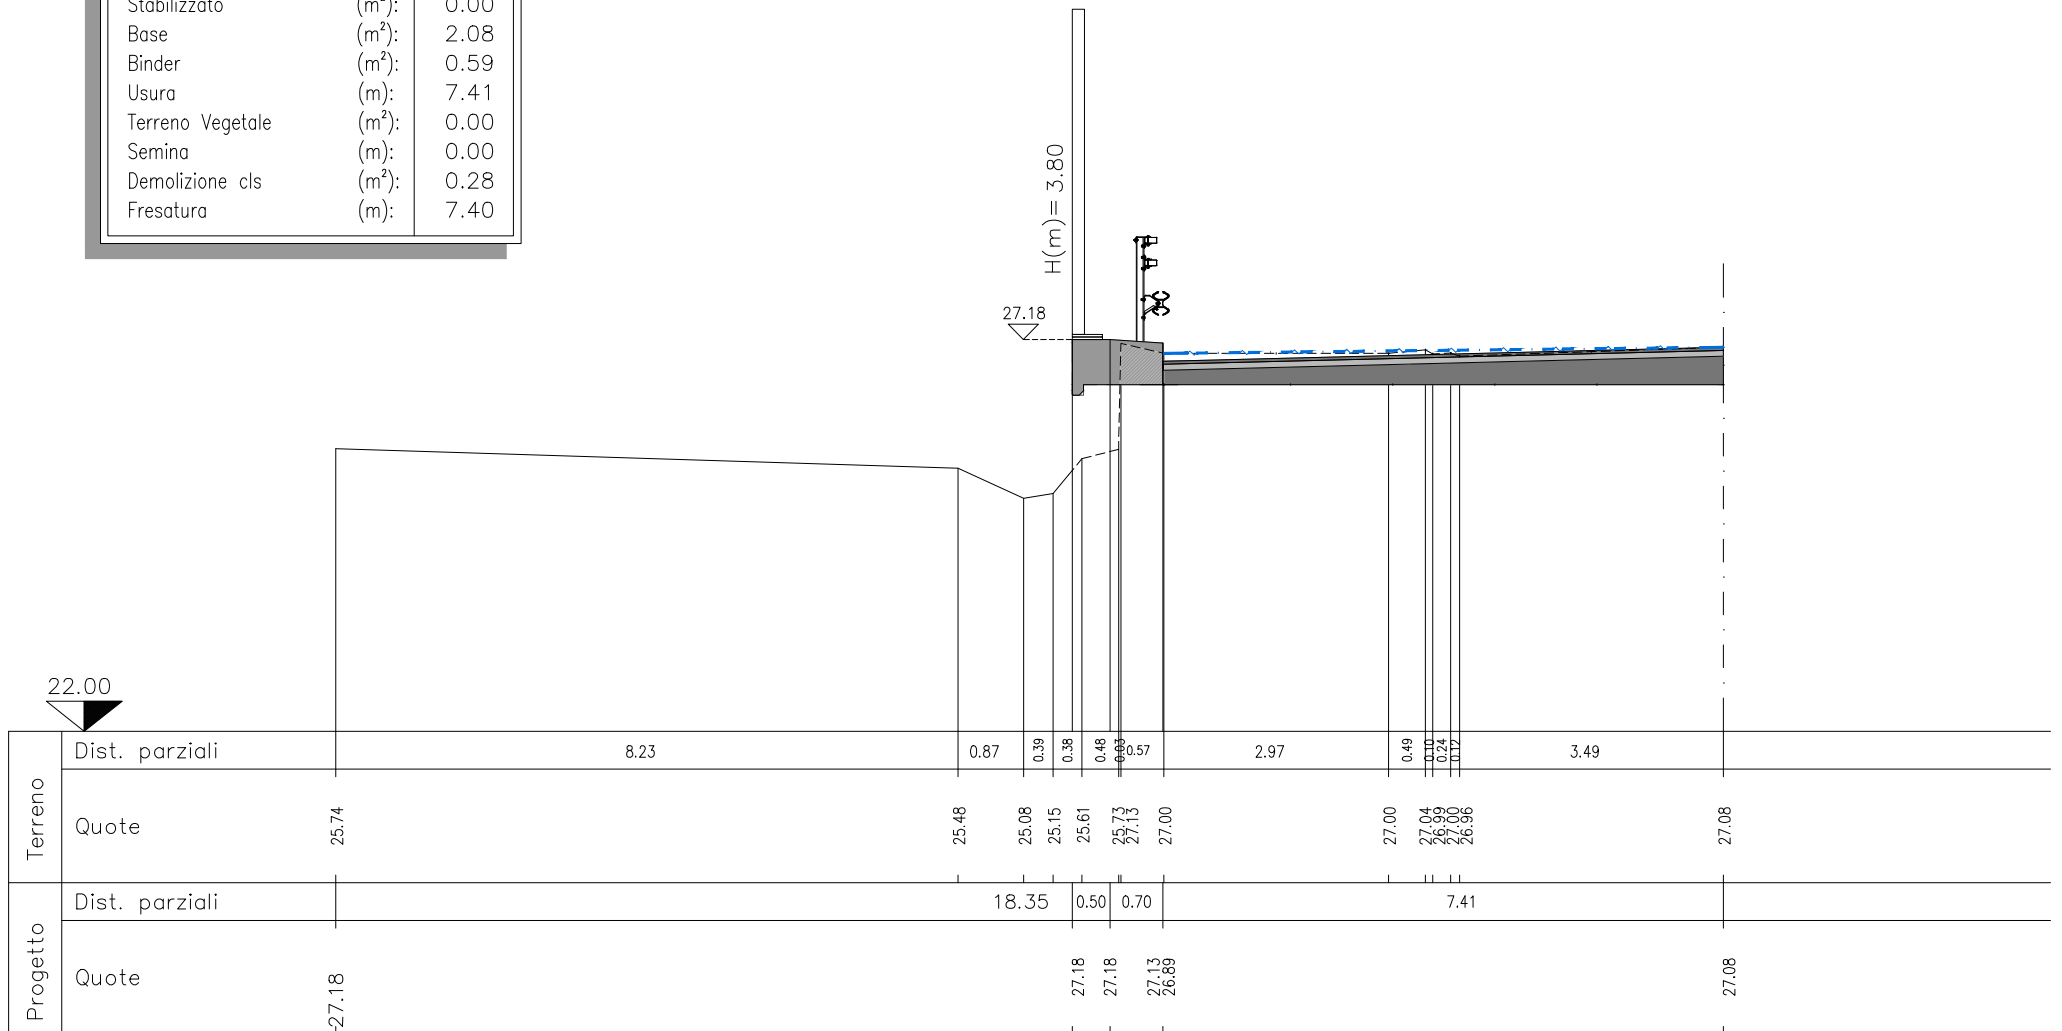 Stabilizzato (m²): 0.00
Base (m²): 2.08
Binder (m²): 0.59
Usura (m): 7.41
Terreno Vegetale (m²): 0.00
Semina (m): 0.00
Demolizione cls (m²): 0.28
Fresatura (m): 7.40
H(m)= 3.80
27.18
22.00
Terreno
Dist. parziali 8.23 0.87 0.39 0.38 0.48 0.03 0.57 2.97 0.49 0.10 0.24 0.12 3.49
Quote 25.74 25.48 25.08 25.15 25.61 25.73 27.13 27.00 27.00 27.04 26.99 27.00 26.96 27.08
Progetto
Dist. parziali 18.35 0.50 0.70 7.41
Quote -27.18 27.18 27.18 27.13 26.89 27.08